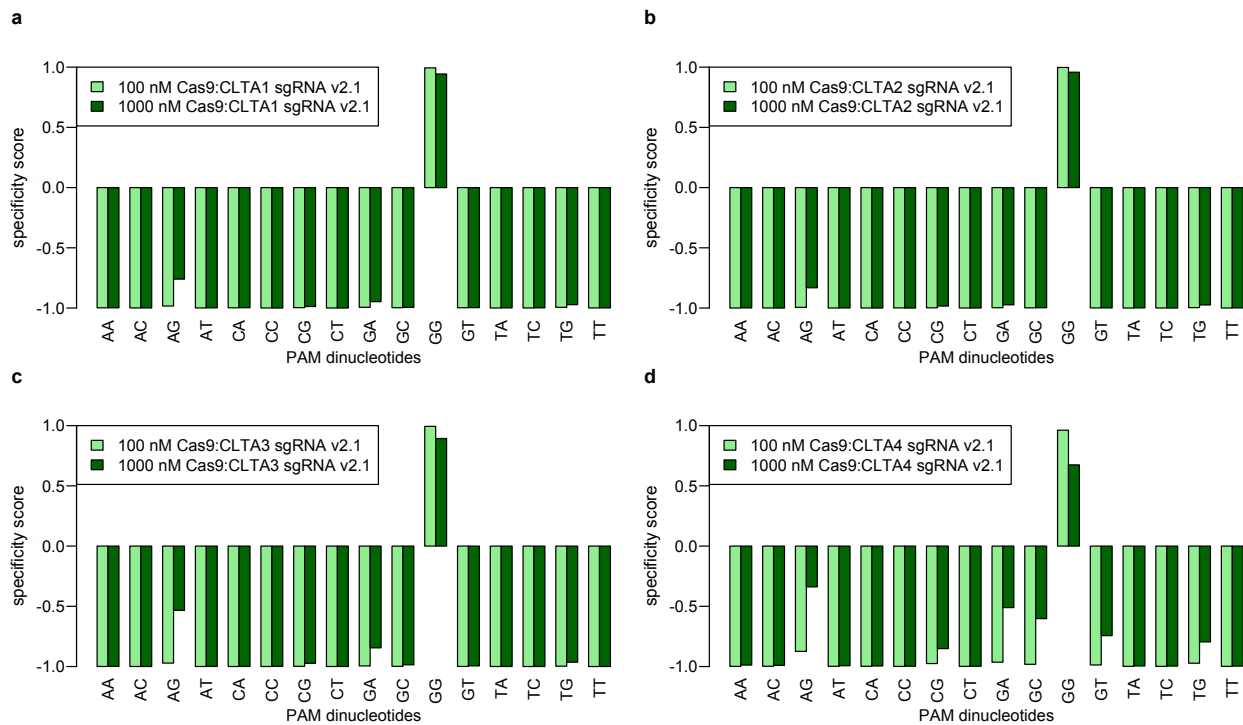 a
1.0
0.5
0.0
-0.5
-1.0
specificity score
100 nM Cas9:CLTA1 sgRNA v2.1
1000 nM Cas9:CLTA1 sgRNA v2.1
AA AC AG AT CA CC CG CT GA GC GG GT TA TC TG TT
PAM dinucleotides
b
1.0
0.5
0.0
-0.5
-1.0
specificity score
100 nM Cas9:CLTA2 sgRNA v2.1
1000 nM Cas9:CLTA2 sgRNA v2.1
AA AC AG AT CA CC CG CT GA GC GG GT TA TC TG TT
PAM dinucleotides
c
1.0
0.5
0.0
-0.5
-1.0
specificity score
100 nM Cas9:CLTA3 sgRNA v2.1
1000 nM Cas9:CLTA3 sgRNA v2.1
AA AC AG AT CA CC CG CT GA GC GG GT TA TC TG TT
PAM dinucleotides
d
1.0
0.5
0.0
-0.5
-1.0
specificity score
100 nM Cas9:CLTA4 sgRNA v2.1
1000 nM Cas9:CLTA4 sgRNA v2.1
AA AC AG AT CA CC CG CT GA GC GG GT TA TC TG TT
PAM dinucleotides